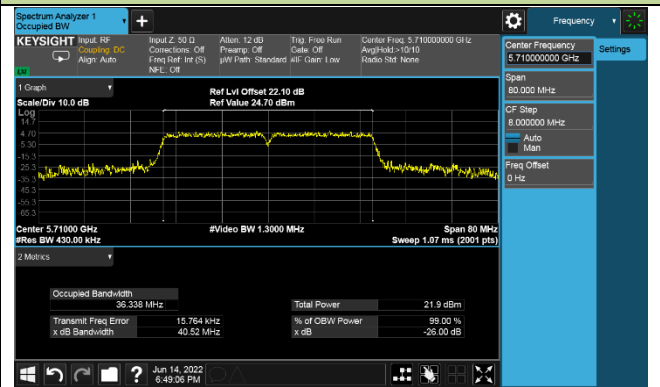 Spectrum Analyzer 1
Occupied BW
Frequency
KEYSIGHT
Input: RF
Coupling: DC
Align: Auto
Input Z: 50 Ω
Corrections: Off
Freq Ref: Int (S)
NFE: Off
Atten: 12 dB
Preamp: Off
µW Path: Standard
Trig: Free Run
Gate: Off
#IF Gain: Low
Center Freq: 5.710000000 GHz
Avg|Hold:>10/10
Radio Std: None
Center Frequency
5.710000000 GHz
Settings
Span
80.000 MHz
CF Step
8.000000 MHz
Auto
Man
Freq Offset
0 Hz
1 Graph
Scale/Div 10.0 dB
Ref Lvl Offset 22.10 dB
Ref Value 24.70 dBm
Log
14.7
4.70
-5.30
-15.3
-25.3
-35.3
-45.3
-55.3
-65.3
Center 5.71000 GHz
#Video BW 1.3000 MHz
Span 80 MHz
#Res BW 430.00 kHz
Sweep 1.07 ms (2001 pts)
2 Metrics
Occupied Bandwidth
36.338 MHz
Total Power 21.9 dBm
Transmit Freq Error 15.764 kHz
% of OBW Power 99.00 %
x dB Bandwidth 40.52 MHz
x dB -26.00 dB
Jun 14, 2022
6:49:06 PM